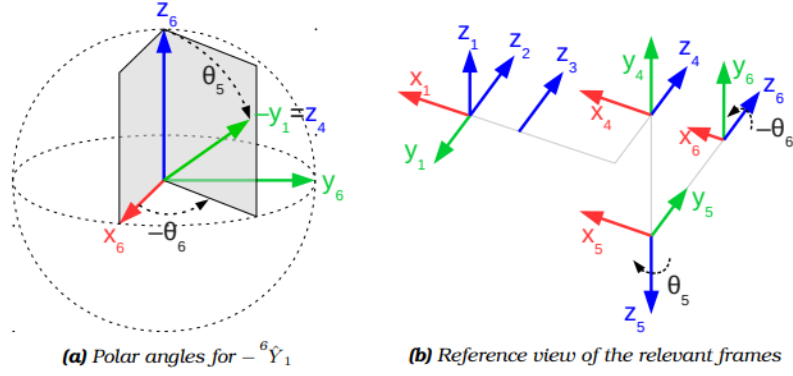 z₆
θ₅
–y₁=z₄
y₆
x₆
–θ₆
(a) Polar angles for – ⁶Ŷ₁
z₁
z₂
z₃
x₁
y₁
y₄
z₄
x₄
y₆
z₆
x₆
–θ₆
y₅
x₅
θ₅
z₅
(b) Reference view of the relevant frames